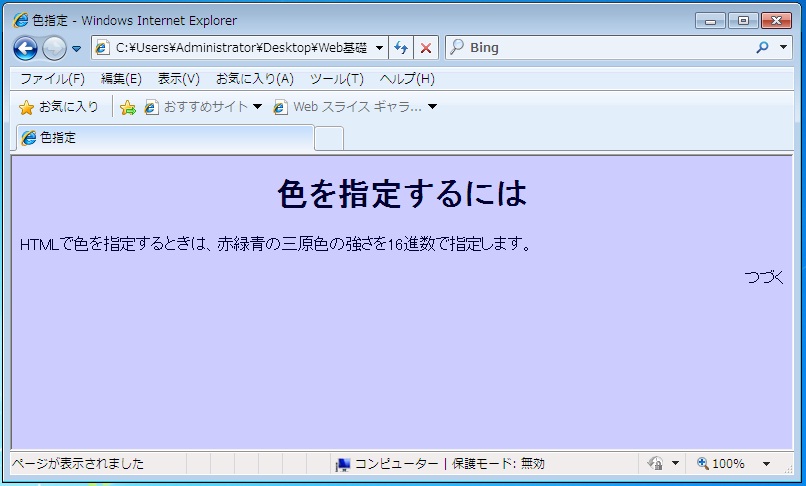 色指定 - Windows Internet Explorer
C:¥Users¥Administrator¥Desktop¥Web基礎
Bing
ファイル(F) 編集(E) 表示(V) お気に入り(A) ツール(T) ヘルプ(H)
お気に入り おすすめサイト Web スライス ギャラ...
色指定
色を指定するには
HTMLで色を指定するときは、赤緑青の三原色の強さを16進数で指定します。
つづく
ページが表示されました コンピューター | 保護モード: 無効 100%